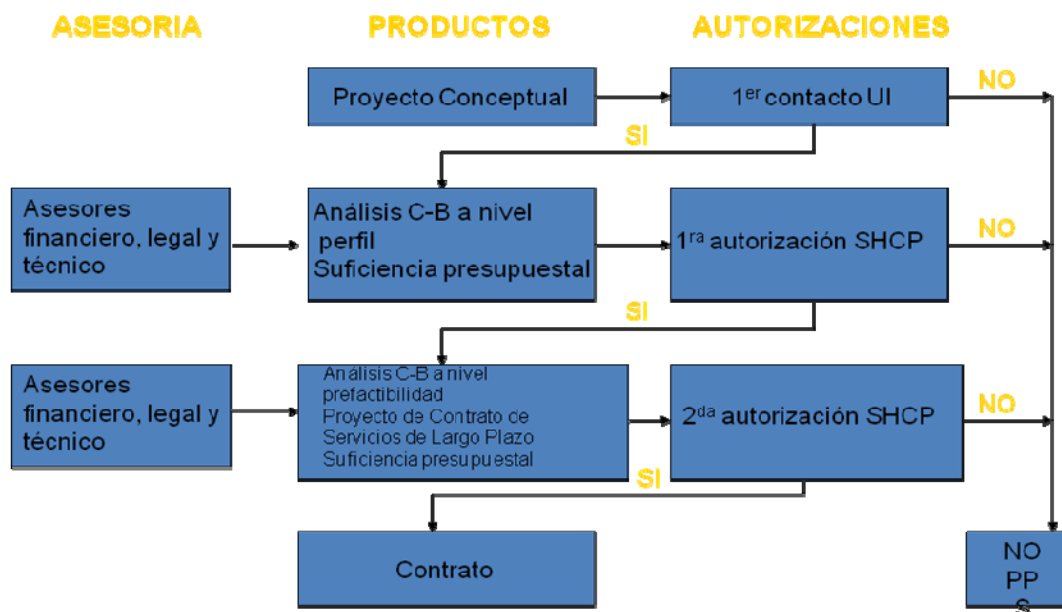 ASESORIA PRODUCTOS AUTORIZACIONES
Proyecto Conceptual
1er contacto UI
NO
SI
Asesores
financiero, legal y
técnico
Análisis C-B a nivel
perfil
Suficiencia presupuestal
1ra autorización SHCP
NO
SI
Asesores
financiero, legal y
técnico
Análisis C-B a nivel
prefactibilidad
Proyecto de Contrato de
Servicios de Largo Plazo
Suficiencia presupuestal
2da autorización SHCP
NO
SI
Contrato
NO
PP
S